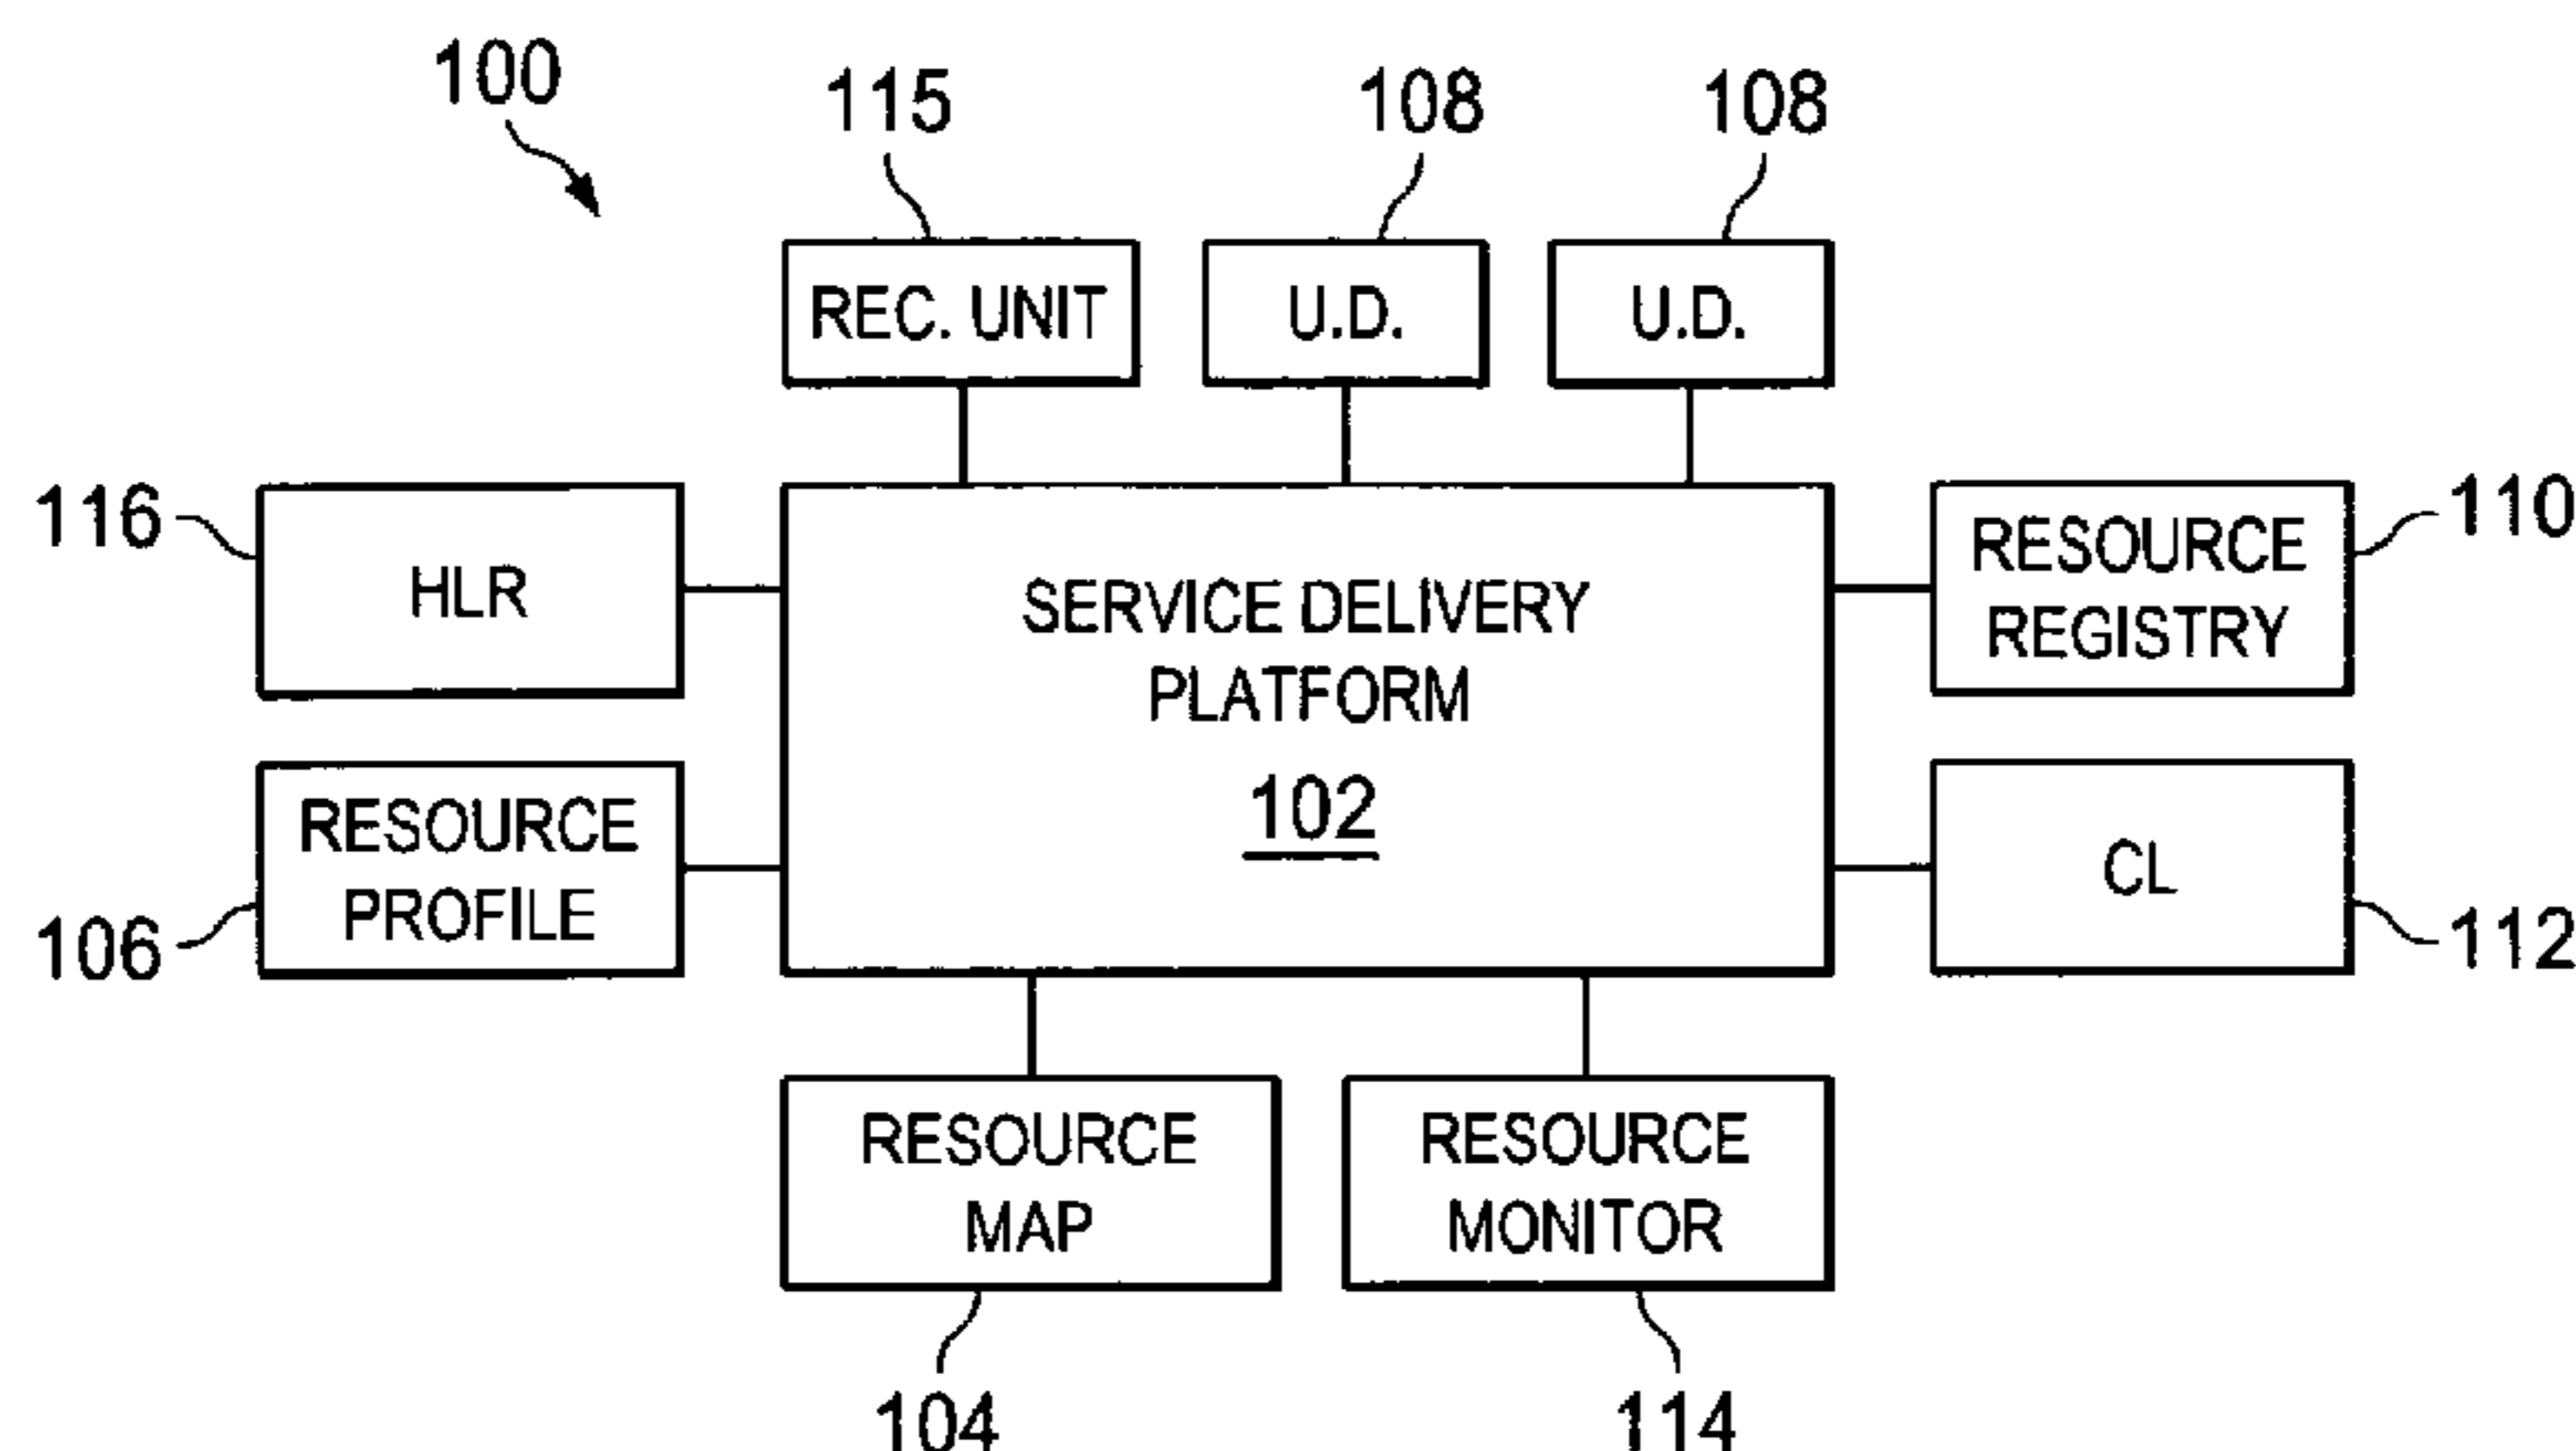 100
115
108
108
REC. UNIT
U.D.
U.D.
116
HLR
SERVICE DELIVERY
PLATFORM
102
RESOURCE
REGISTRY
110
RESOURCE
PROFILE
106
CL
112
RESOURCE
MAP
RESOURCE
MONITOR
104
114